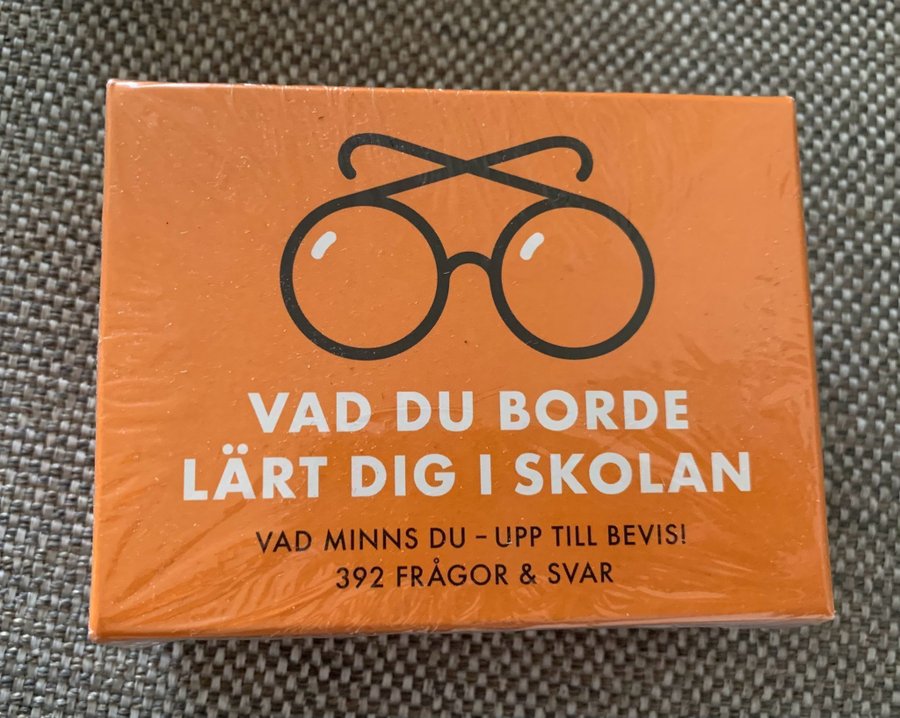 VAD DU BORDE
LÄRT DIG I SKOLAN
VAD MINNS DU – UPP TILL BEVIS!
392 FRÅGOR & SVAR